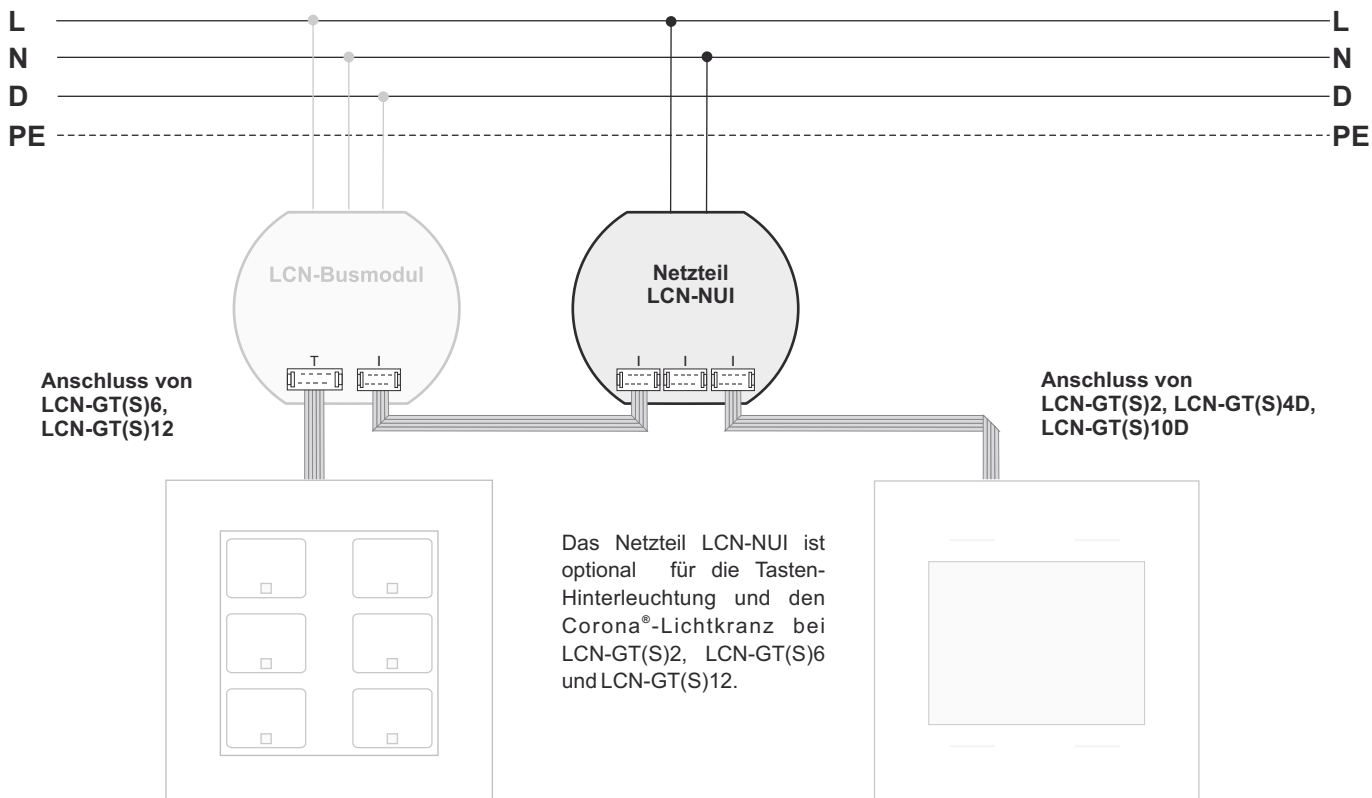 L L
N N
D D
PE PE
LCN-Busmodul
Netzteil
LCN-NUI
T I
I I I
Anschluss von
LCN-GT(S)6,
LCN-GT(S)12
Anschluss von
LCN-GT(S)2, LCN-GT(S)4D,
LCN-GT(S)10D
Das Netzteil LCN-NUI ist
optional für die Tasten-
Hinterleuchtung und den
Corona®-Lichtkranz bei
LCN-GT(S)2, LCN-GT(S)6
und LCN-GT(S)12.